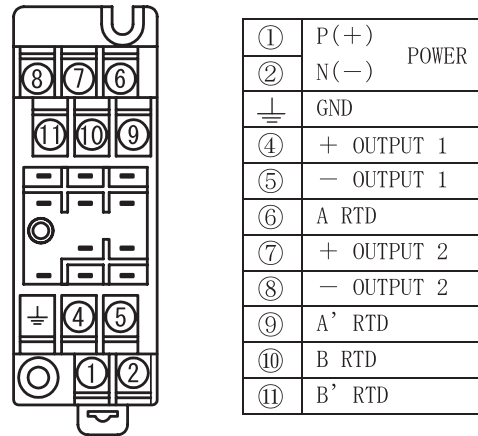 ⑧ ⑦ ⑥
⑪ ⑩ ⑨
④ ⑤
① ②
① P(+) POWER
② N(−)
GND
④ + OUTPUT 1
⑤ − OUTPUT 1
⑥ A RTD
⑦ + OUTPUT 2
⑧ − OUTPUT 2
⑨ A' RTD
⑩ B RTD
⑪ B' RTD